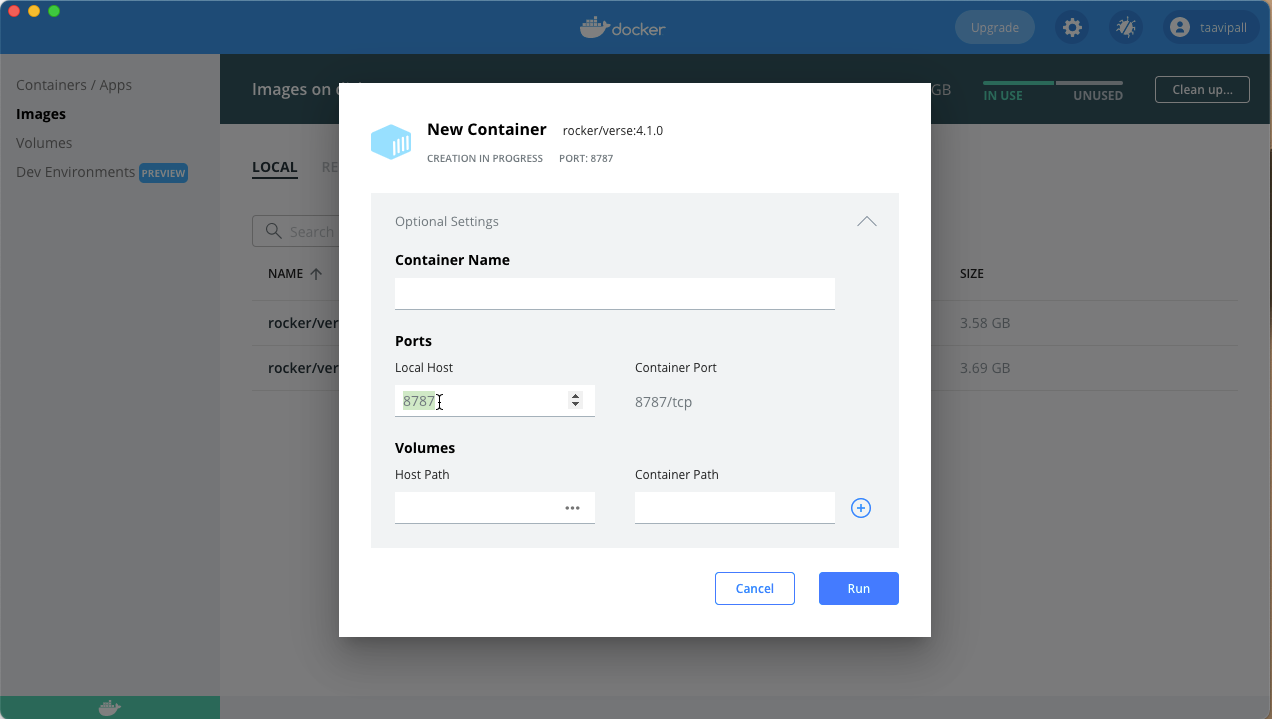 docker
Upgrade
taavipall
Containers / Apps
Images
Volumes
Dev Environments PREVIEW
Images on
GB
IN USE
UNUSED
Clean up...
LOCAL
Search
NAME
SIZE
rocker/ver
3.58 GB
rocker/ver
3.69 GB
New Container rocker/verse:4.1.0
CREATION IN PROGRESS PORT: 8787
Optional Settings
Container Name
Ports
Local Host Container Port
8787 8787/tcp
Volumes
Host Path Container Path
Cancel Run